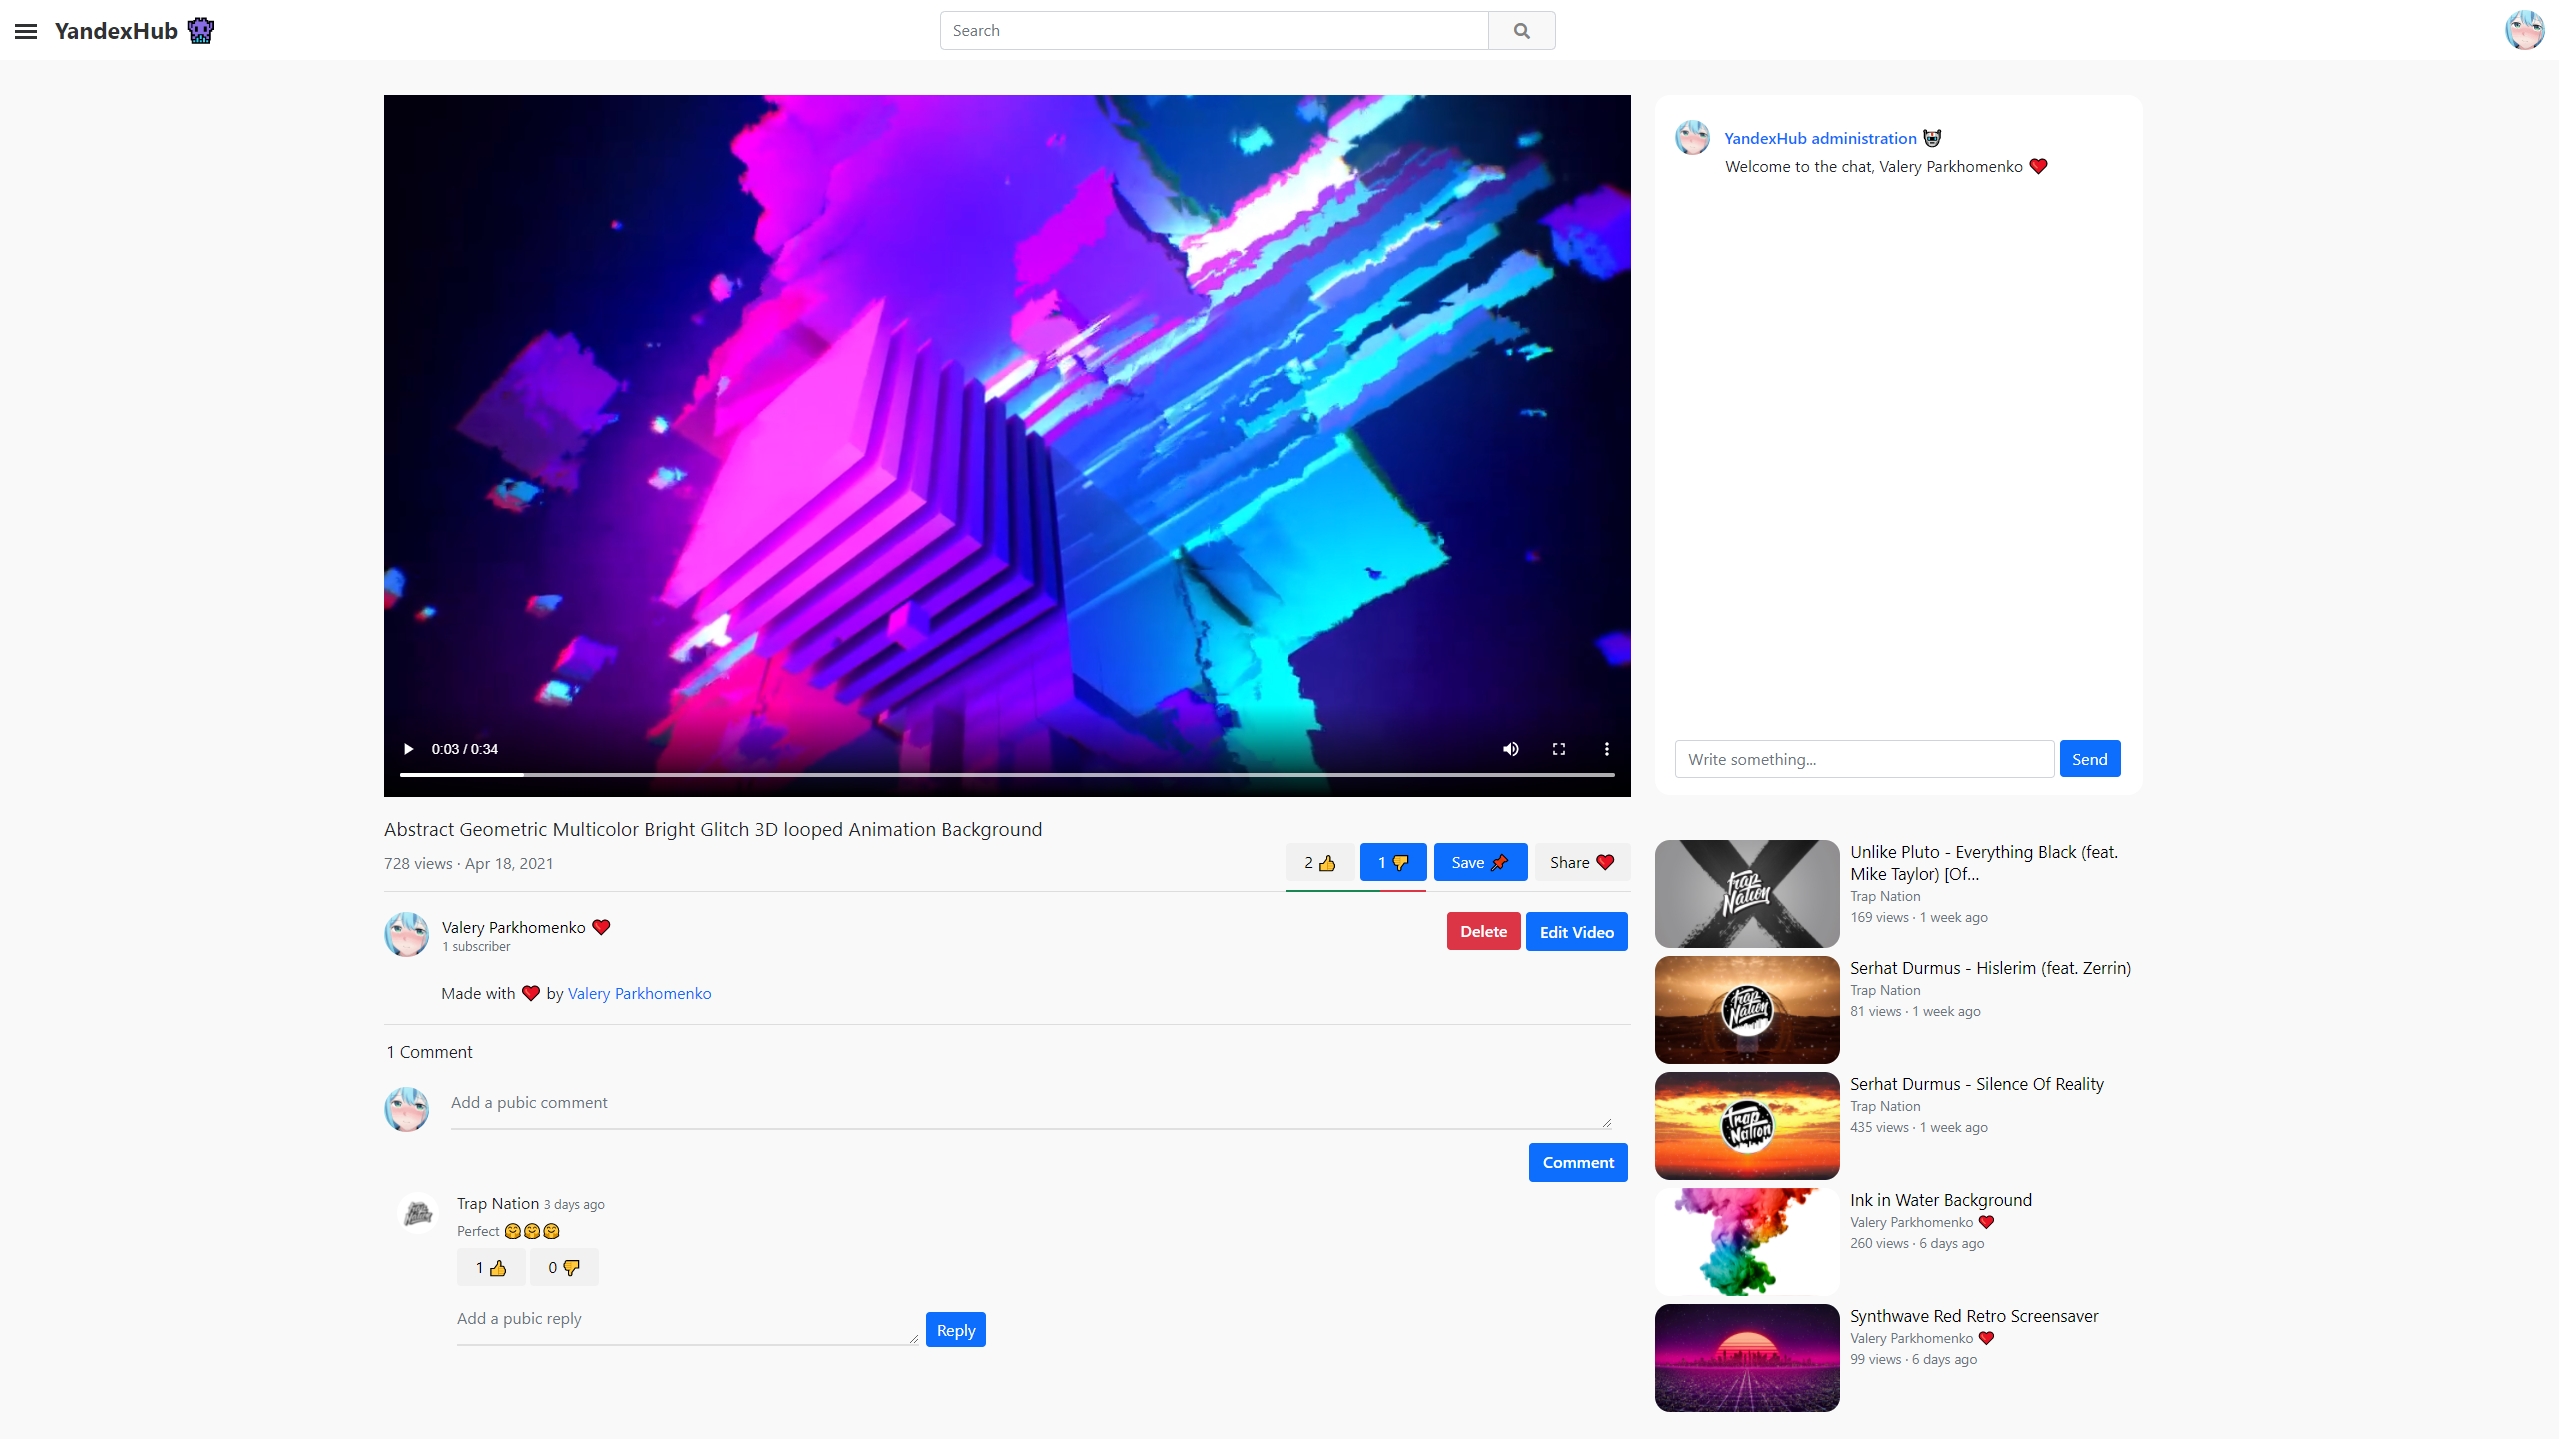 YandexHub
Search
YandexHub administration
Welcome to the chat, Valery Parkhomenko ❤️
0:03 / 0:34
Write something...
Send
Abstract Geometric Multicolor Bright Glitch 3D looped Animation Background
728 views · Apr 18, 2021
2 👍
1 👎
Save 📌
Share ❤️
Valery Parkhomenko ❤️
1 subscriber
Delete
Edit Video
Made with ❤️ by Valery Parkhomenko
1 Comment
Add a pubic comment
Comment
Trap Nation 3 days ago
Perfect 🤗🤗🤗
1 👍
0 👎
Add a pubic reply
Reply
Trap Nation
Unlike Pluto - Everything Black (feat.
Mike Taylor) [Of...
Trap Nation
169 views · 1 week ago
Trap Nation
Serhat Durmus - Hislerim (feat. Zerrin)
Trap Nation
81 views · 1 week ago
Trap Nation
Serhat Durmus - Silence Of Reality
Trap Nation
435 views · 1 week ago
Ink in Water Background
Valery Parkhomenko ❤️
260 views · 6 days ago
Synthwave Red Retro Screensaver
Valery Parkhomenko ❤️
99 views · 6 days ago